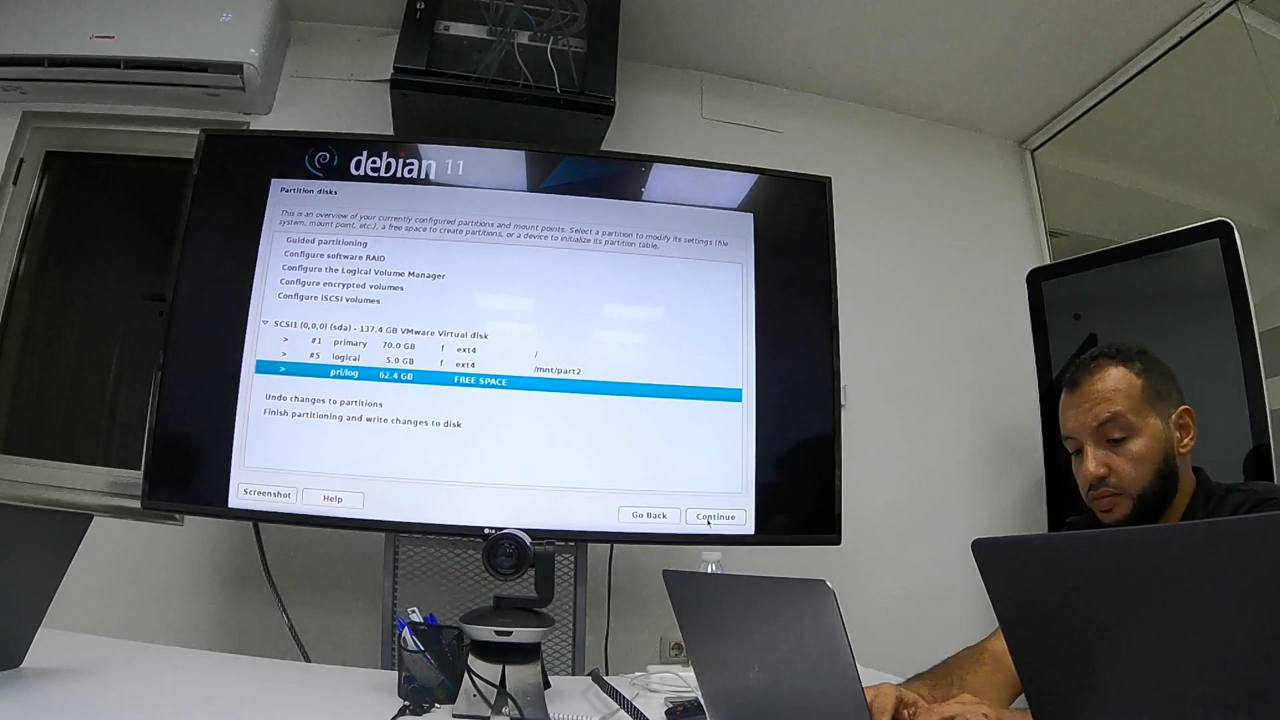 debian 11
Partition disks
This is an overview of your currently configured partitions and mount points. Select a partition to modify its settings (file
system, mount point, etc.), a free space to create partitions, or a device to initialize its partition table.
Guided partitioning
Configure software RAID
Configure the Logical Volume Manager
Configure encrypted volumes
Configure iSCSI volumes
SCSI1 (0,0,0) (sda) - 137.4 GB VMware Virtual disk
> #1 primary 70.0 GB f ext4 /
> #5 logical 5.0 GB f ext4 /mnt/part2
> pri/log 62.4 GB FREE SPACE
Undo changes to partitions
Finish partitioning and write changes to disk
Screenshot Help Go Back Continue
LG